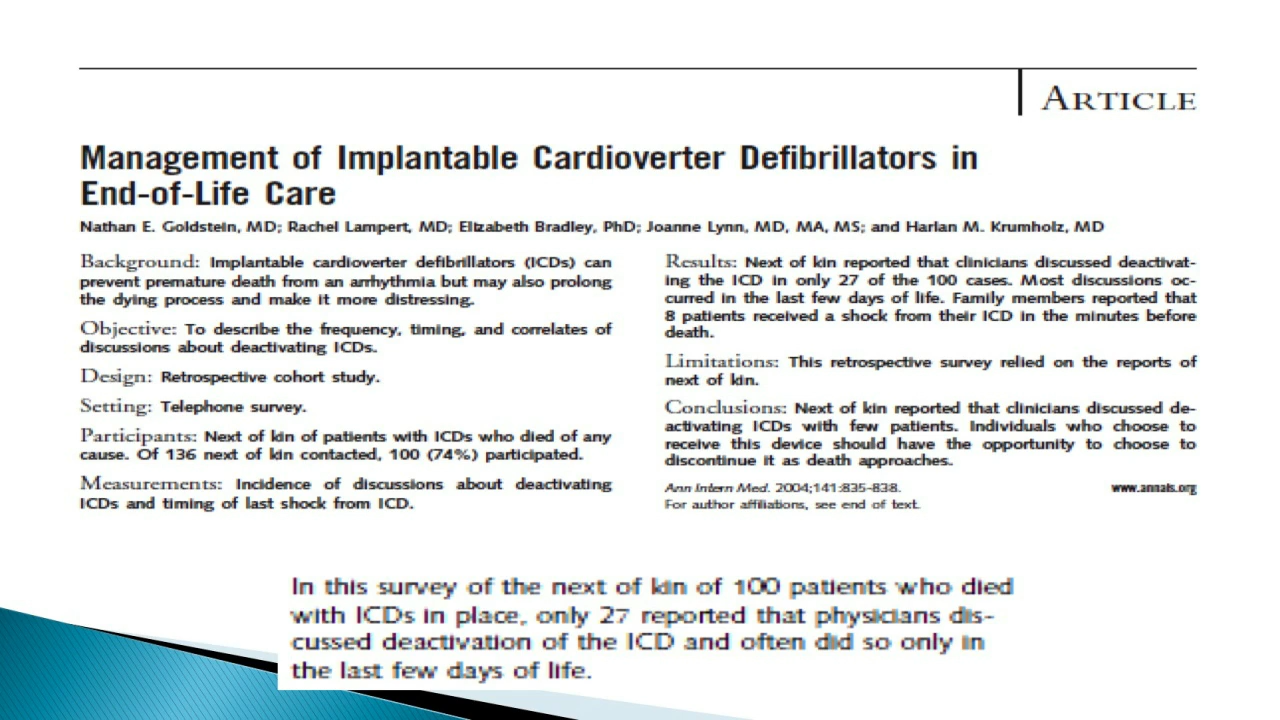 ARTICLE
Management of Implantable Cardioverter Defibrillators in
End-of-Life Care
Nathan E. Goldstein, MD; Rachel Lampert, MD; Elizabeth Bradley, PhD; Joanne Lynn, MD, MA, MS; and Harlan M. Krumholz, MD
Background: Implantable cardioverter defibrillators (ICDs) can
prevent premature death from an arrhythmia but may also prolong
the dying process and make it more distressing.
Objective: To describe the frequency, timing, and correlates of
discussions about deactivating ICDs.
Design: Retrospective cohort study.
Setting: Telephone survey.
Participants: Next of kin of patients with ICDs who died of any
cause. Of 136 next of kin contacted, 100 (74%) participated.
Measurements: Incidence of discussions about deactivating
ICDs and timing of last shock from ICD.
Results: Next of kin reported that clinicians discussed deactivat-
ing the ICD in only 27 of the 100 cases. Most discussions oc-
curred in the last few days of life. Family members reported that
8 patients received a shock from their ICD in the minutes before
death.
Limitations: This retrospective survey relied on the reports of
next of kin.
Conclusions: Next of kin reported that clinicians discussed de-
activating ICDs with few patients. Individuals who choose to
receive this device should have the opportunity to choose to
discontinue it as death approaches.
Ann Intern Med. 2004;141:835-838. www.annals.org
For author affiliations, see end of text.
In this survey of the next of kin of 100 patients who died
with ICDs in place, only 27 reported that physicians dis-
cussed deactivation of the ICD and often did so only in
the last few days of life.